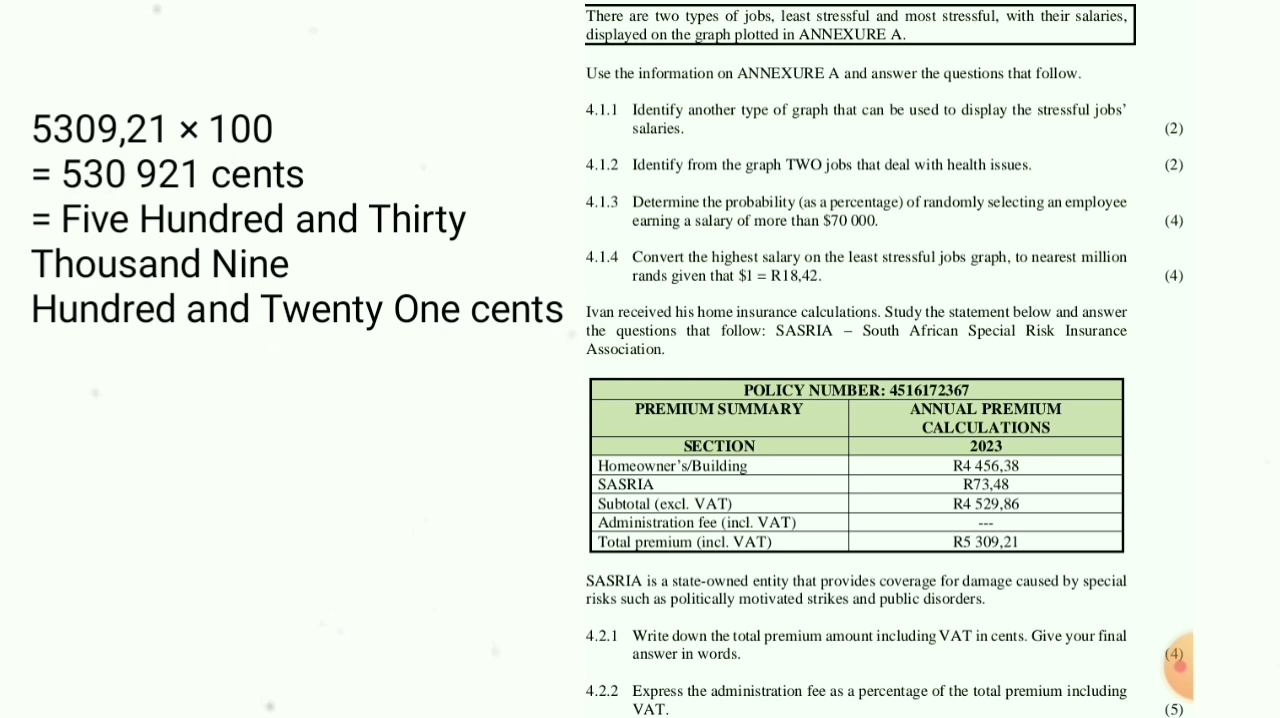 5309,21 × 100
= 530 921 cents
= Five Hundred and Thirty
Thousand Nine
Hundred and Twenty One cents
There are two types of jobs, least stressful and most stressful, with their salaries,
displayed on the graph plotted in ANNEXURE A.
Use the information on ANNEXURE A and answer the questions that follow.
4.1.1 Identify another type of graph that can be used to display the stressful jobs’
salaries. (2)
4.1.2 Identify from the graph TWO jobs that deal with health issues. (2)
4.1.3 Determine the probability (as a percentage) of randomly selecting an employee
earning a salary of more than $70 000. (4)
4.1.4 Convert the highest salary on the least stressful jobs graph, to nearest million
rands given that $1 = R18,42. (4)
Ivan received his home insurance calculations. Study the statement below and answer
the questions that follow: SASRIA – South African Special Risk Insurance
Association.
POLICY NUMBER: 4516172367
PREMIUM SUMMARY ANNUAL PREMIUM
CALCULATIONS
SECTION 2023
Homeowner’s/Building R4 456,38
SASRIA R73,48
Subtotal (excl. VAT) R4 529,86
Administration fee (incl. VAT) ---
Total premium (incl. VAT) R5 309,21
SASRIA is a state-owned entity that provides coverage for damage caused by special
risks such as politically motivated strikes and public disorders.
4.2.1 Write down the total premium amount including VAT in cents. Give your final
answer in words. (4)
4.2.2 Express the administration fee as a percentage of the total premium including
VAT. (5)